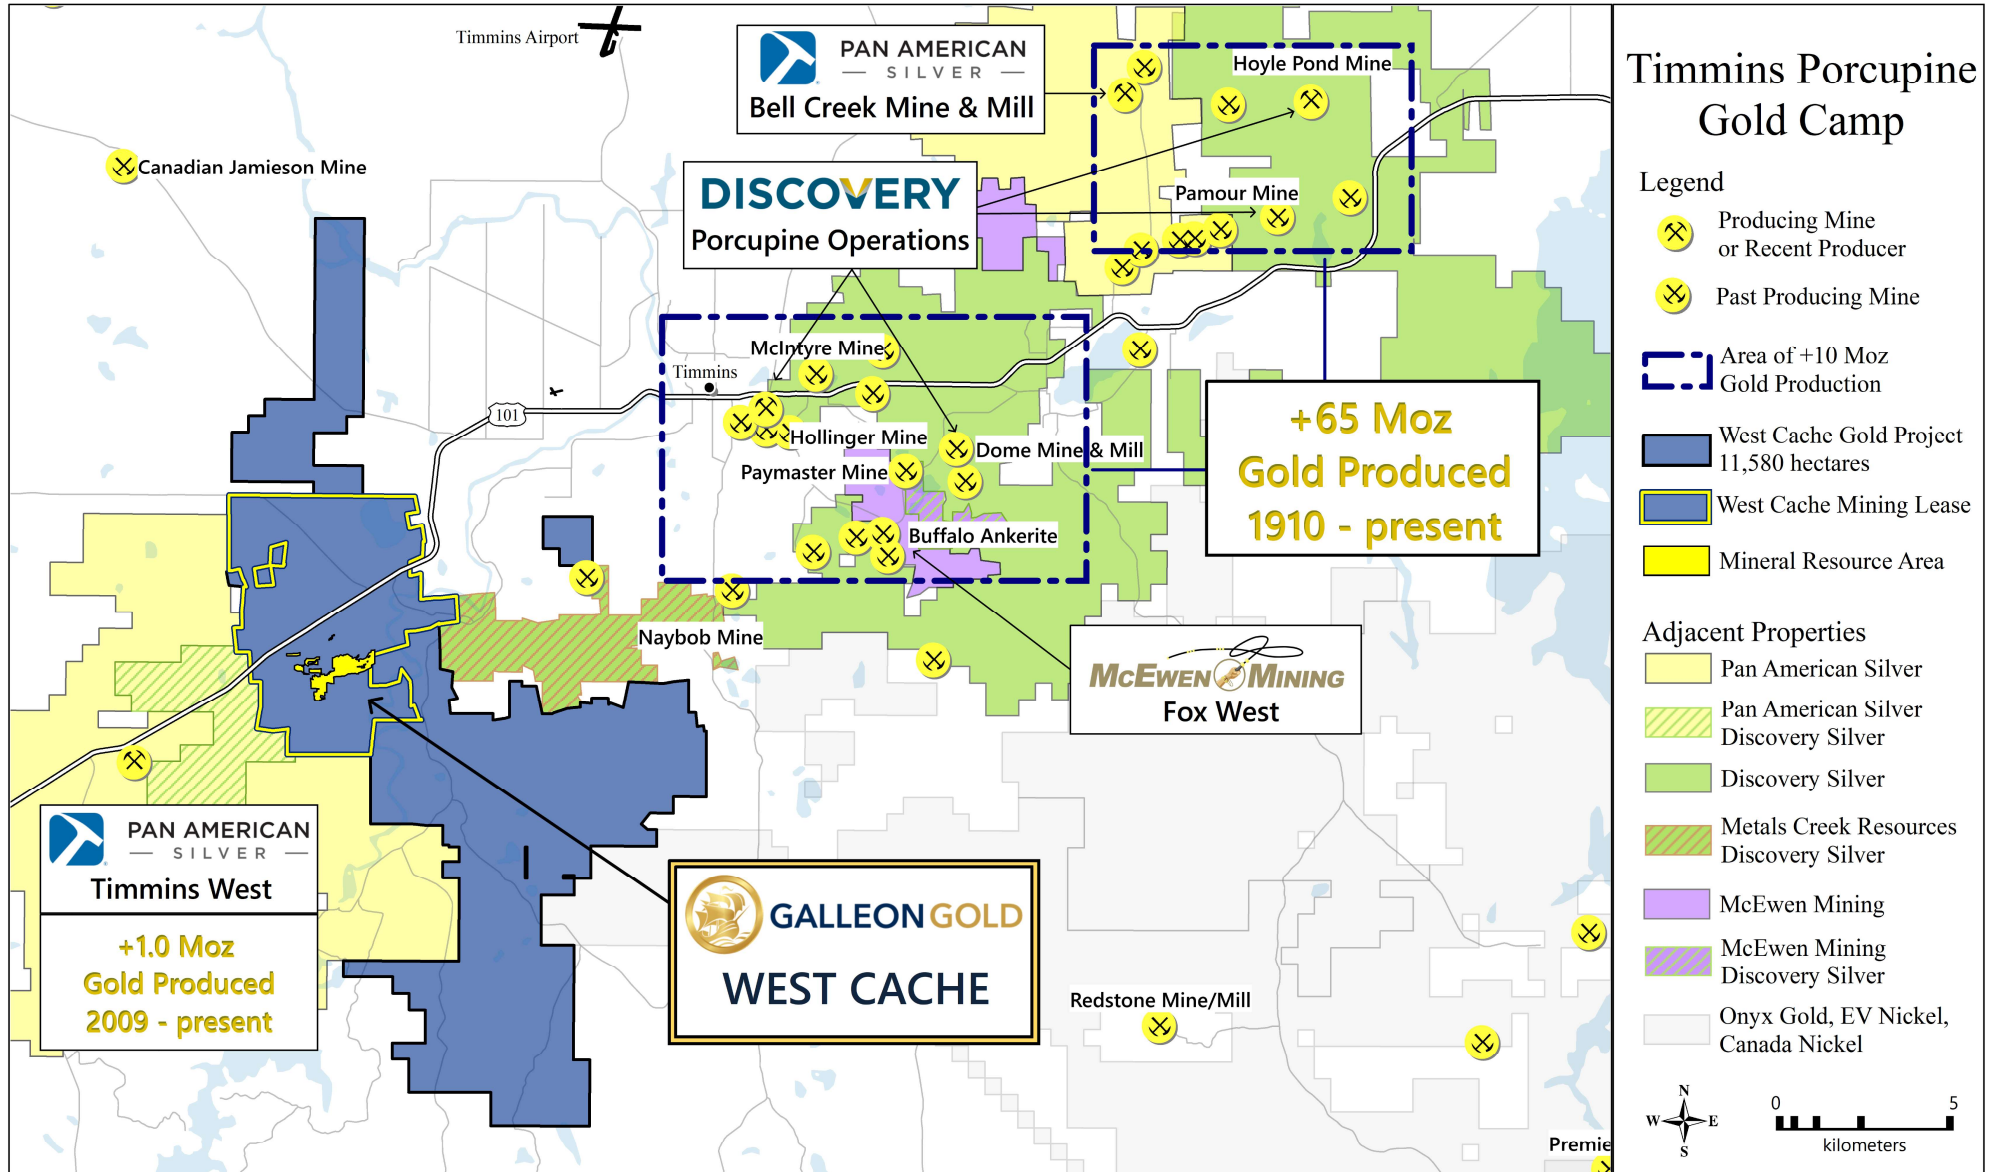 Timmins Airport
PAN AMERICAN
SILVER
Bell Creek Mine & Mill
Hoyle Pond Mine
Canadian Jamieson Mine
DISCOVERY
Porcupine Operations
Pamour Mine
McIntyre Mine
Timmins
101
Hollinger Mine
Dome Mine & Mill
Paymaster Mine
Buffalo Ankerite
+65 Moz
Gold Produced
1910 - present
Naybob Mine
McEWEN MINING
Fox West
PAN AMERICAN
SILVER
Timmins West
+1.0 Moz
Gold Produced
2009 - present
GALLEON GOLD
WEST CACHE
Redstone Mine/Mill
Premie
Timmins Porcupine
Gold Camp
Legend
Producing Mine
or Recent Producer
Past Producing Mine
Area of +10 Moz
Gold Production
West Cache Gold Project
11,580 hectares
West Cache Mining Lease
Mineral Resource Area
Adjacent Properties
Pan American Silver
Pan American Silver
Discovery Silver
Discovery Silver
Metals Creek Resources
Discovery Silver
McEwen Mining
McEwen Mining
Discovery Silver
Onyx Gold, EV Nickel,
Canada Nickel
N
W E
S
0 5
kilometers